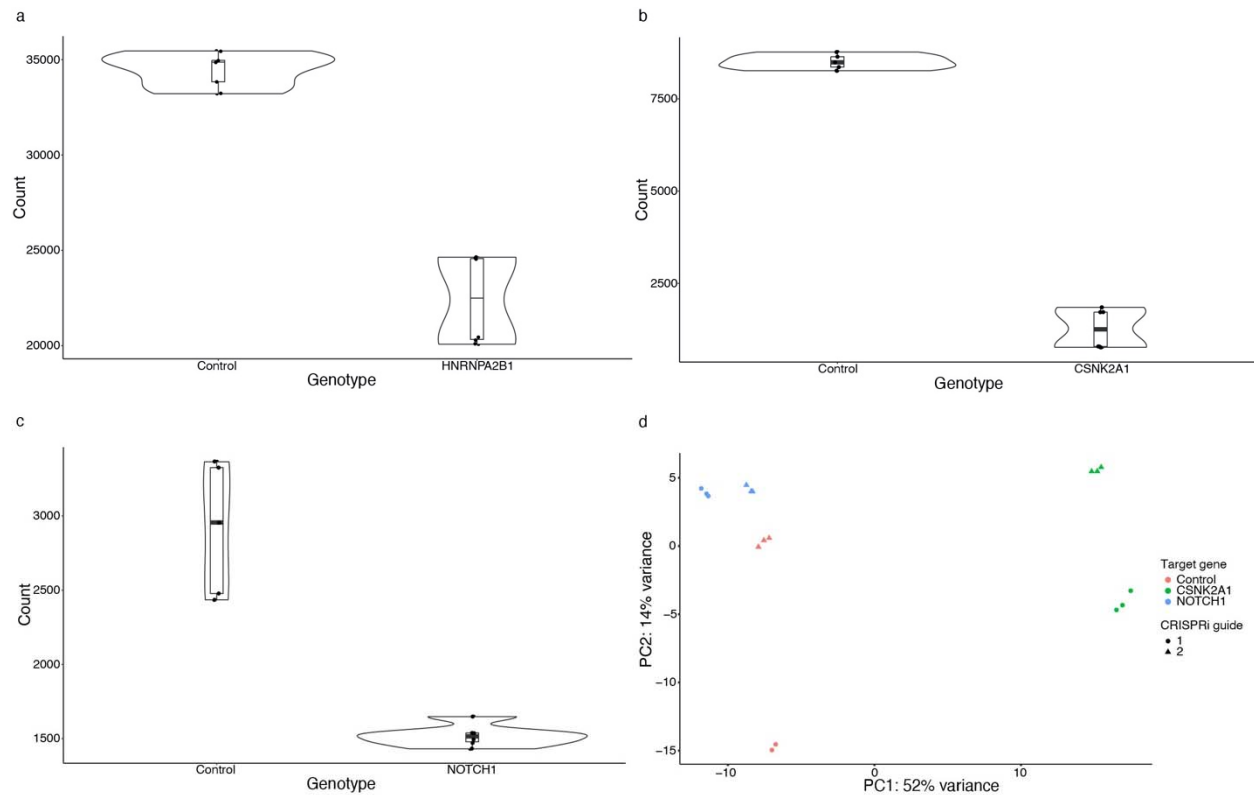 a
35000
30000
25000
20000
Count
Control
HNRNPA2B1
Genotype
b
7500
5000
2500
Count
Control
CSNK2A1
Genotype
c
3000
2500
2000
1500
Count
Control
NOTCH1
Genotype
d
5
0
−5
−10
−15
PC2: 14% variance
−10
0
10
PC1: 52% variance
Target gene
Control
CSNK2A1
NOTCH1
CRISPRi guide
1
2